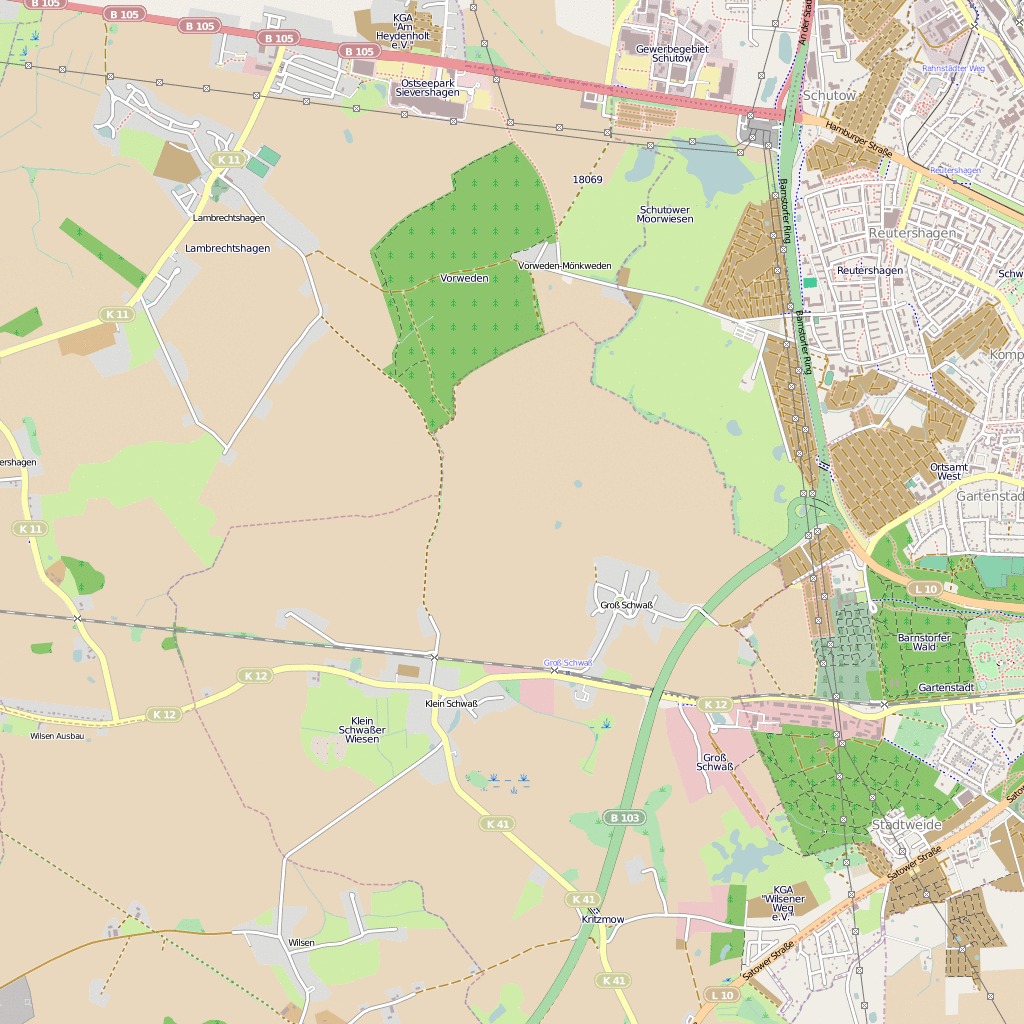 B 105
B 105
B 105
B 105
B 105
B 105
KGA
"Am
Heydenholt
e.V."
An der Stad
Gewerbegebiet
Schutow
Rahnstädter Weg
Ostseepark
Sievershagen
Schutow
Hamburger Straße
K 11
Reutershagen
18069
Barnstorfer Ring
Lambrechtshagen
Schutower
Moorwiesen
Reutershagen
Lambrechtshagen
Vorweden-Mönkweden
Reutershagen
Schw
Vorweden
K 11
Barnstorfer Ring
Komp
ershagen
Ortsamt
West
Gartenstad
K 11
L 10
Groß Schwaß
Barnstorfer
Wald
Groß Schwaß
K 12
Gartenstadt
Klein Schwaß
K 12
K 12
Wilsen Ausbau
Klein
Schwaßer
Wiesen
Groß
Schwaß
Satow
K 41
B 103
Stadtweide
Satower Straße
K 41
KGA
"Wilsener
Weg
e.V."
Kritzmow
Wilsen
Satower Straße
K 41
L 10